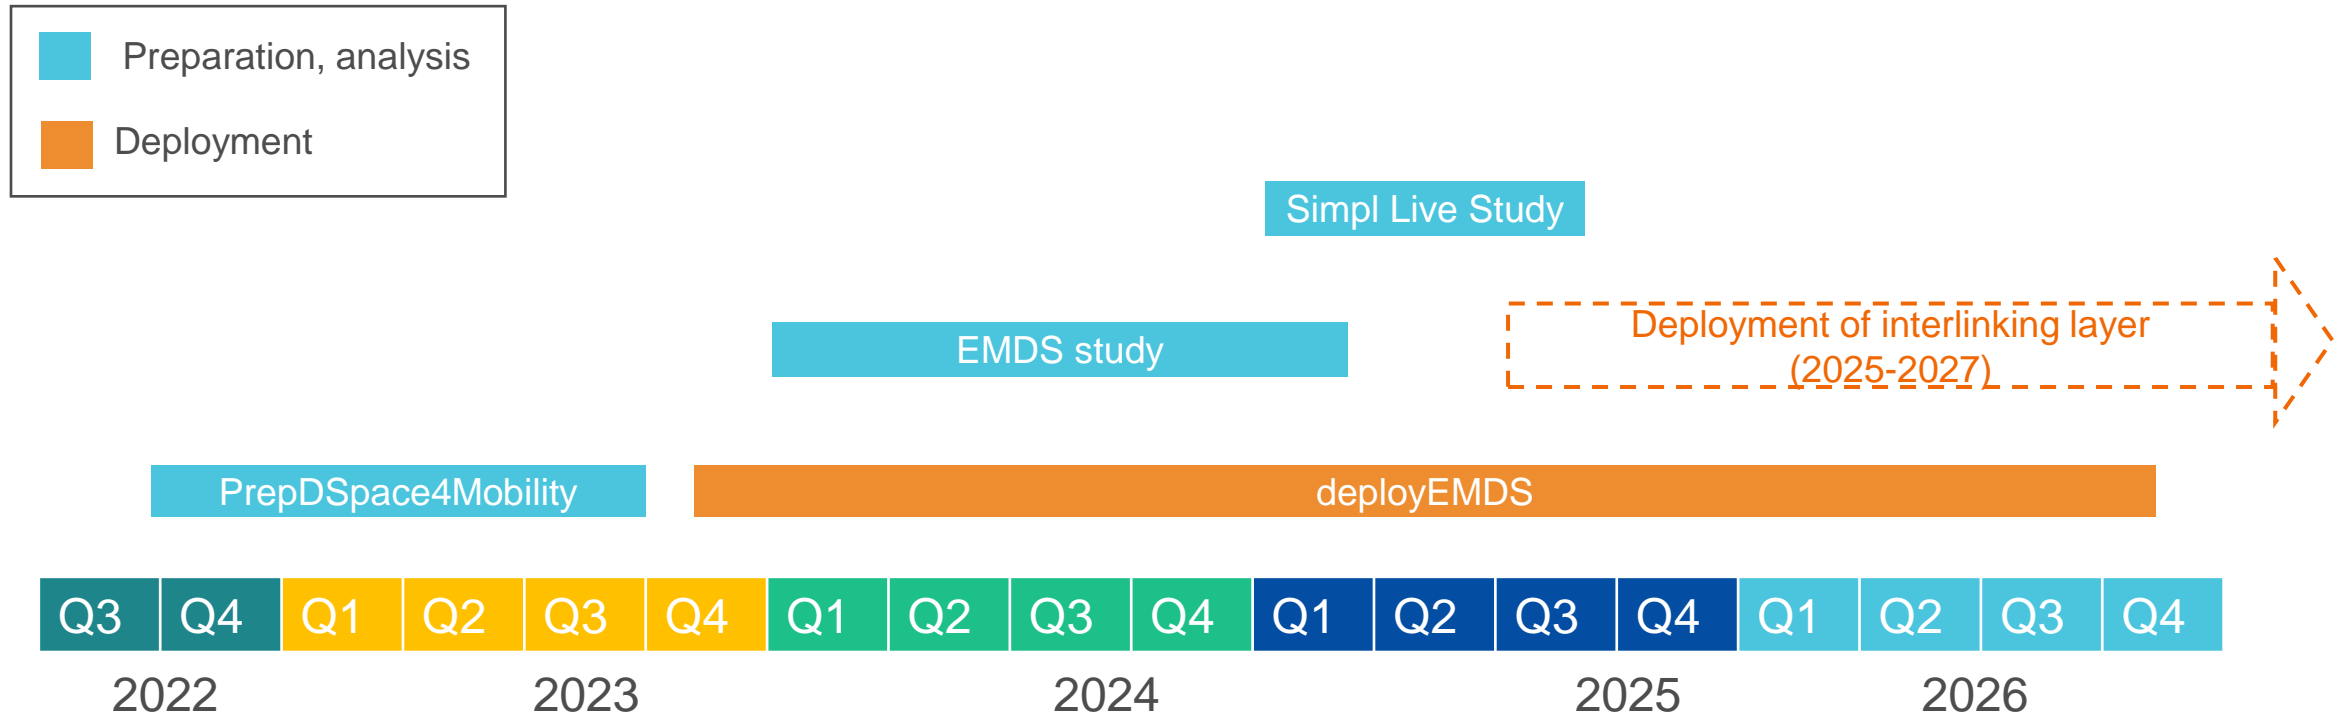 Preparation, analysis
Deployment
Simpl Live Study
EMDS study
Deployment of interlinking layer
(2025-2027)
PrepDSpace4Mobility
deployEMDS
Q3 Q4 Q1 Q2 Q3 Q4 Q1 Q2 Q3 Q4 Q1 Q2 Q3 Q4 Q1 Q2 Q3 Q4
2022 2023 2024 2025 2026